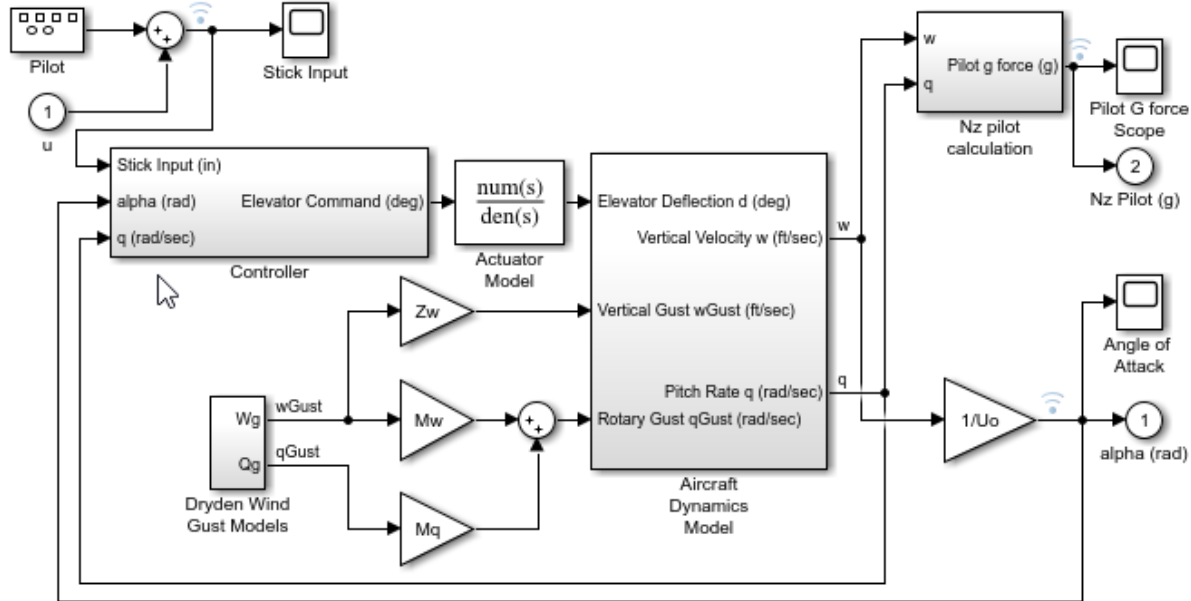 Pilot
Stick Input
1
u
w
Pilot g force (g)
q
Nz pilot
calculation
Pilot G force
Scope
2
Nz Pilot (g)
Stick Input (in)
alpha (rad)
Elevator Command (deg)
q (rad/sec)
Controller
num(s)
den(s)
Actuator
Model
Elevator Deflection d (deg)
Vertical Velocity w (ft/sec)
w
Vertical Gust wGust (ft/sec)
Pitch Rate q (rad/sec)
q
Rotary Gust qGust (rad/sec)
Aircraft
Dynamics
Model
Zw
Mw
Mq
Wg
wGust
Qg
qGust
Dryden Wind
Gust Models
Angle of
Attack
1/Uo
1
alpha (rad)